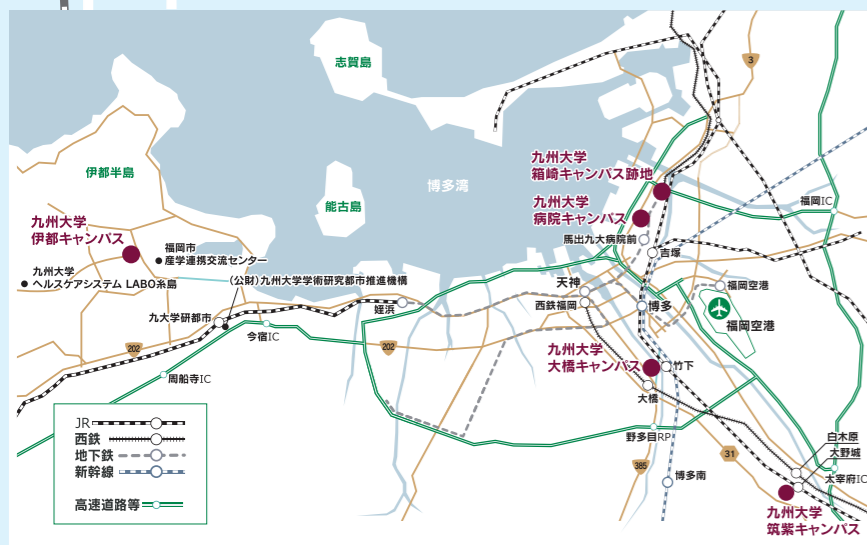 志賀島
3
九州大学
箱崎キャンパス跡地
伊都半島
博多湾
能古島
福岡IC
九州大学
病院キャンパス
九州大学
伊都キャンパス
馬出九大病院前
福岡市
産学連携交流センター
吉塚
九州大学
ヘルスケアシステム LABO糸島
(公財)九州大学学術研究都市推進機構
天神
福岡空港
西鉄福岡
博多
姪浜
九大学研都市
福岡空港
今宿IC
202
202
九州大学
大橋キャンパス
竹下
周船寺IC
大橋
JR
西鉄
地下鉄
新幹線
高速道路等
野多目RP
白木原
31
大野城
385
博多南
太宰府IC
九州大学
筑紫キャンパス